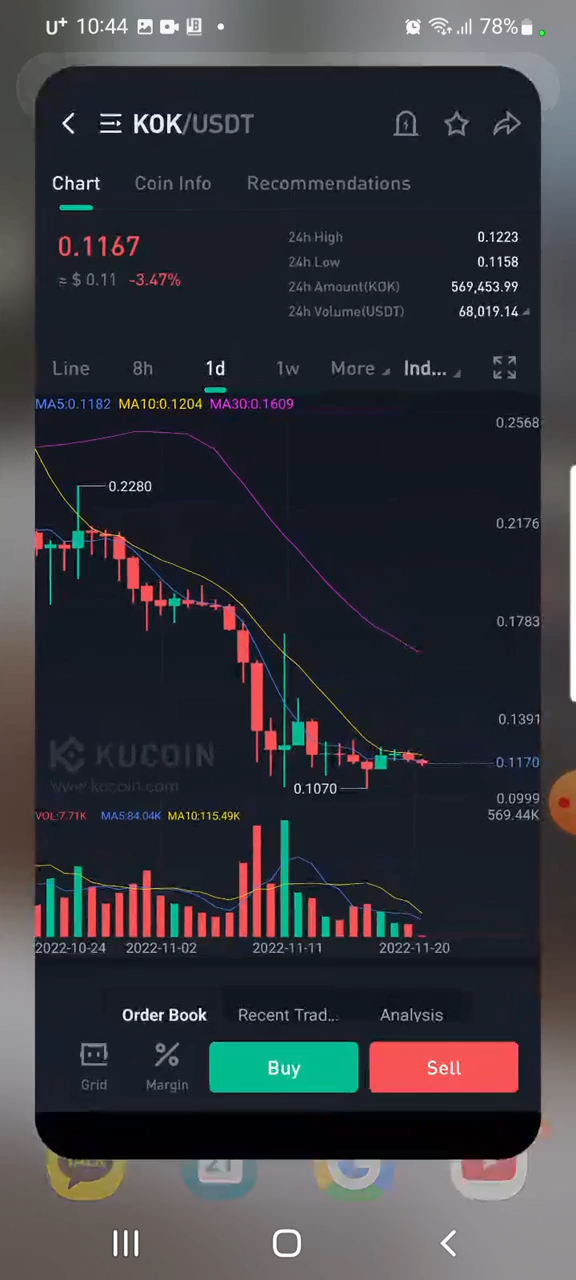 U+ 10:44 78%
KOK/USDT
Chart Coin Info Recommendations
0.1167
≈ $ 0.11 -3.47%
24h High 0.1223
24h Low 0.1158
24h Amount(KOK) 569,453.99
24h Volume(USDT) 68,019.14
Line 8h 1d 1w More Ind...
MA5:0.1182 MA10:0.1204 MA30:0.1609
0.2568
0.2280
0.2176
0.1783
0.1391
KUCOIN
0.1170
www.kucoin.com
0.1070
0.0999
VOL:7.71K MA5:84.04K MA10:115.49K 569.44K
2022-10-24 2022-11-02 2022-11-11 2022-11-20
Order Book Recent Trad... Analysis
Grid Margin Buy Sell